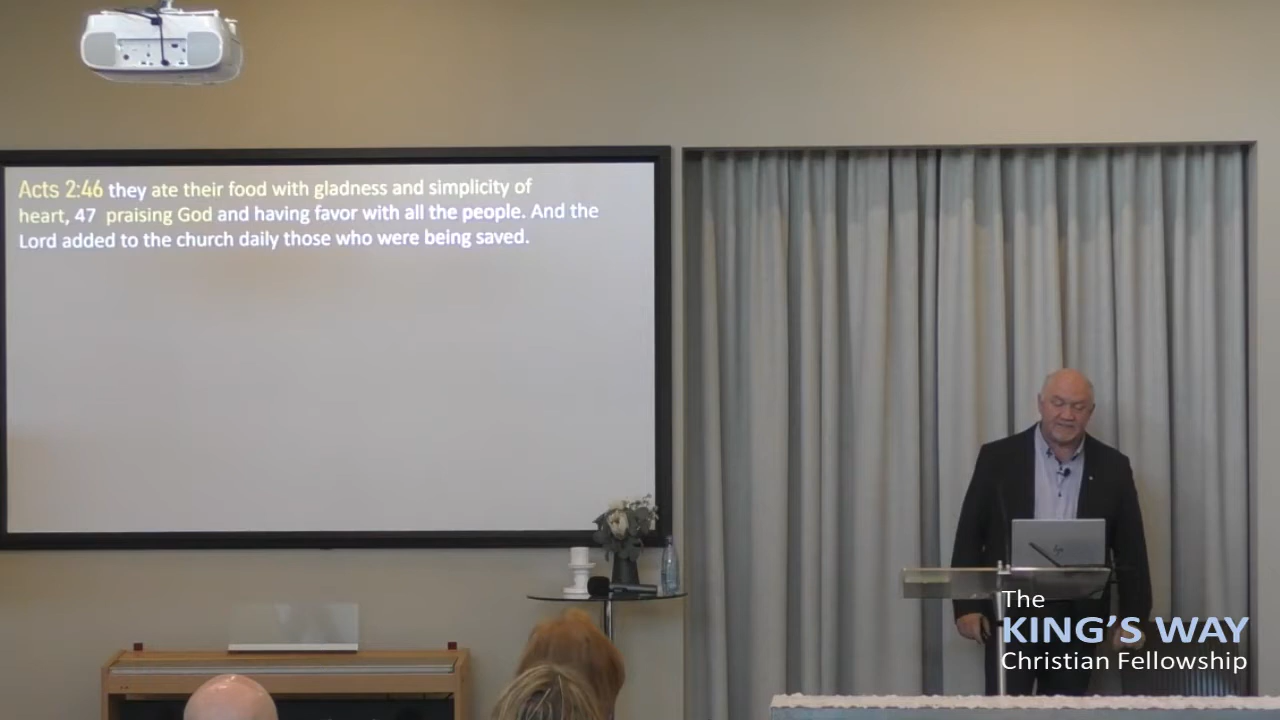 Acts 2:46 they ate their food with gladness and simplicity of
heart, 47 praising God and having favor with all the people. And the
Lord added to the church daily those who were being saved.
hp
The
KING'S WAY
Christian Fellowship